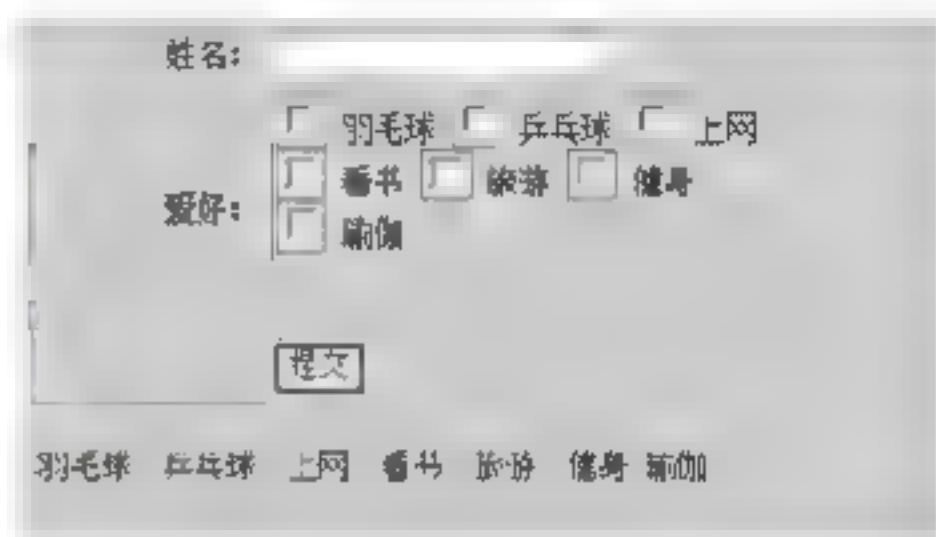 姓名:
羽毛球 乒乓球 上网
看书 旅游 健身
爱好:
瑜伽
提交
羽毛球 乒乓球 上网 看书 旅游 健身 瑜伽